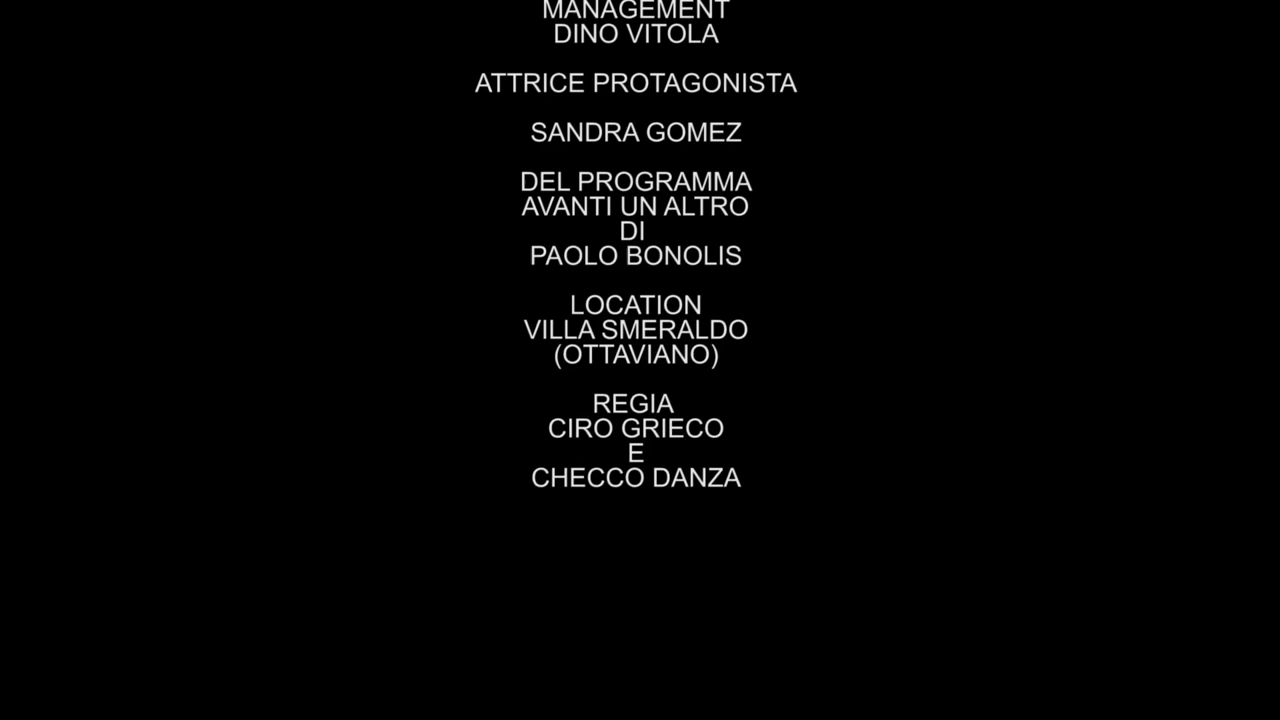 MANAGEMENT
DINO VITOLA
ATTRICE PROTAGONISTA
SANDRA GOMEZ
DEL PROGRAMMA
AVANTI UN ALTRO
DI
PAOLO BONOLIS
LOCATION
VILLA SMERALDO
(OTTAVIANO)
REGIA
CIRO GRIECO
E
CHECCO DANZA